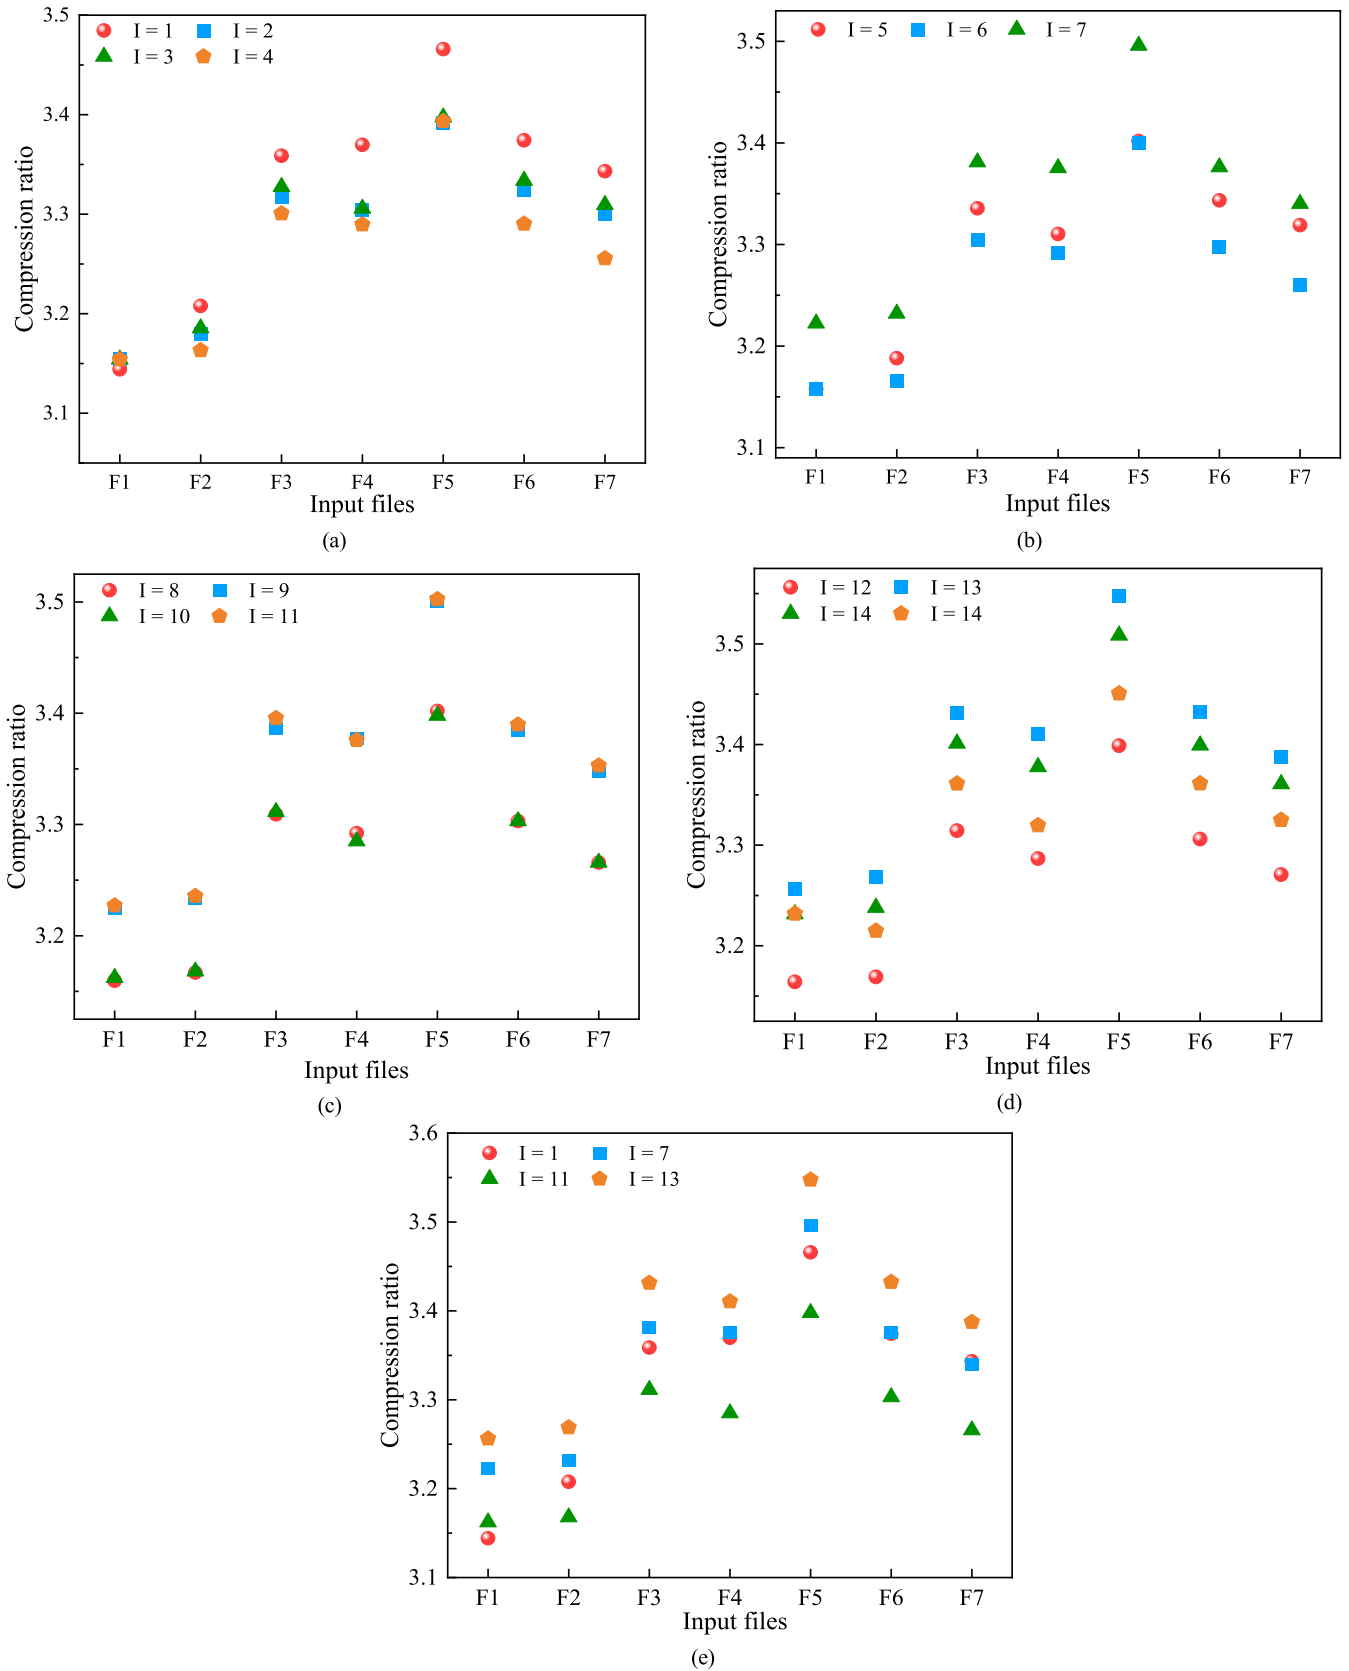 3.5
3.4
3.3
3.2
3.1
Compression ratio
I = 1 I = 2
I = 3 I = 4
F1 F2 F3 F4 F5 F6 F7
Input files
(a)
3.5
3.4
3.3
3.2
3.1
Compression ratio
I = 5 I = 6 I = 7
F1 F2 F3 F4 F5 F6 F7
Input files
(b)
3.5
3.4
3.3
3.2
Compression ratio
I = 8 I = 9
I = 10 I = 11
F1 F2 F3 F4 F5 F6 F7
Input files
(c)
3.5
3.4
3.3
3.2
Compression ratio
I = 12 I = 13
I = 14 I = 14
F1 F2 F3 F4 F5 F6 F7
Input files
(d)
3.6
3.5
3.4
3.3
3.2
3.1
Compression ratio
I = 1 I = 7
I = 11 I = 13
F1 F2 F3 F4 F5 F6 F7
Input files
(e)